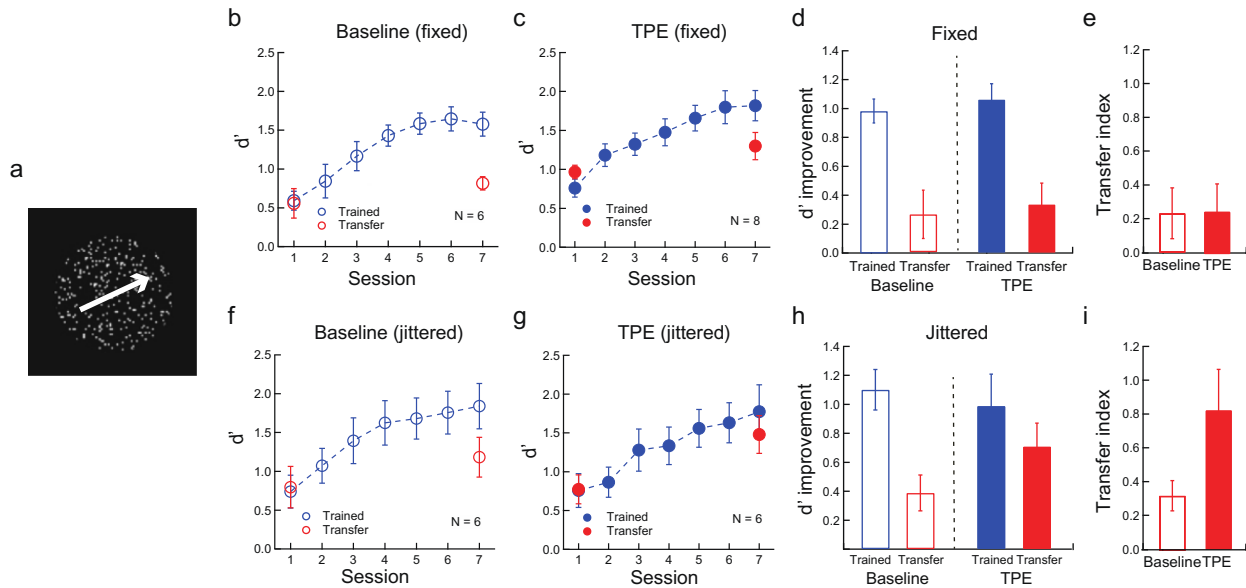 a
b
Baseline (fixed)
d'
2.5
2.0
1.5
1.0
0.5
0.0
Trained
Transfer
N = 6
1 2 3 4 5 6 7
Session
c
TPE (fixed)
d'
2.5
2.0
1.5
1.0
0.5
0.0
Trained
Transfer
N = 8
1 2 3 4 5 6 7
Session
d
Fixed
d' improvement
1.4
1.2
1.0
0.8
0.6
0.4
0.2
Trained Transfer Trained Transfer
Baseline TPE
e
Transfer index
1.2
1.0
0.8
0.6
0.4
0.2
0.0
Baseline TPE
f
Baseline (jittered)
d'
2.5
2.0
1.5
1.0
0.5
0.0
Trained
Transfer
N = 6
1 2 3 4 5 6 7
Session
g
TPE (jittered)
d'
2.5
2.0
1.5
1.0
0.5
0.0
Trained
Transfer
N = 6
1 2 3 4 5 6 7
Session
h
Jittered
d' improvement
1.4
1.2
1.0
0.8
0.6
0.4
0.2
Trained Transfer Trained Transfer
Baseline TPE
i
Transfer index
1.2
1.0
0.8
0.6
0.4
0.2
0.0
Baseline TPE